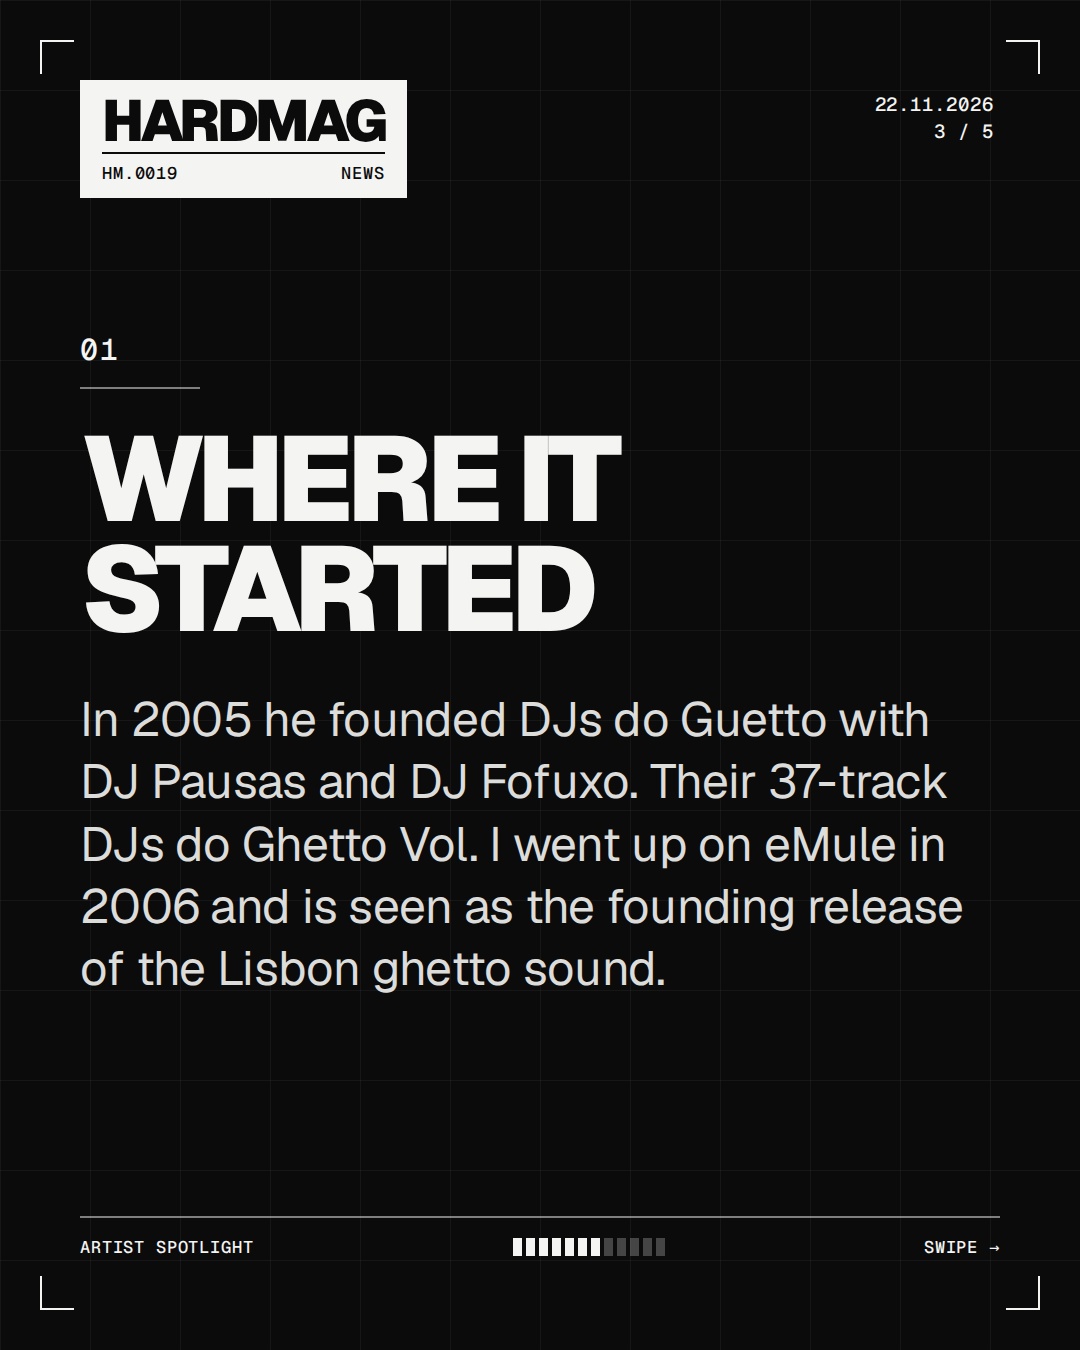 HARDMAG
HM.0019 NEWS
22.11.2026
3 / 5
01
WHERE IT
STARTED
In 2005 he founded DJs do Guetto with
DJ Pausas and DJ Fofuxo. Their 37-track
DJs do Ghetto Vol. I went up on eMule in
2006 and is seen as the founding release
of the Lisbon ghetto sound.
ARTIST SPOTLIGHT
SWIPE →